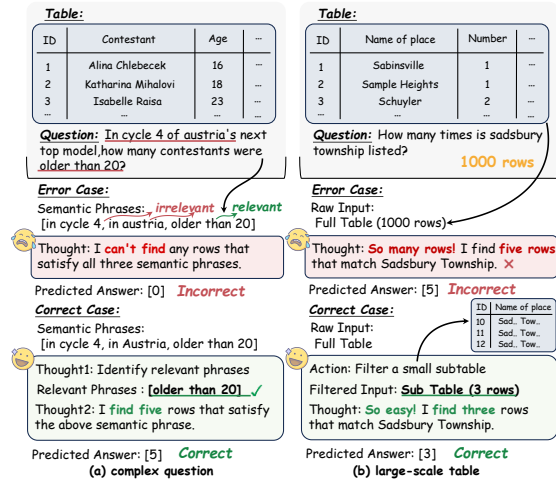 Table:
ID Contestant Age ...
1 Alina Chlebecek 16 ...
2 Katharina Mihalovi 18 ...
3 Isabelle Raisa 23 ...
... ... ...
Question: In cycle 4 of austria's next
top model,how many contestants were
older than 20?
Error Case:
Semantic Phrases: irrelevant relevant
[in cycle 4, in austria, older than 20]
Thought: I can't find any rows that
satisfy all three semantic phrases.
Predicted Answer: [0] Incorrect
Correct Case:
Semantic Phrases:
[in cycle 4, in Austria, older than 20]
Thought1: Identify relevant phrases
Relevant Phrases : [older than 20] ✓
Thought2: I find five rows that satisfy
the above semantic phrase.
Predicted Answer: [5] Correct
(a) complex question
Table:
ID Name of place Number ...
1 Sabinsville 1 ...
2 Sample Heights 1 ...
3 Schuyler 2 ...
... ... ...
Question: How many times is sadsbury
township listed?
1000 rows
Error Case:
Raw Input:
Full Table (1000 rows)
Thought: So many rows! I find five rows
that match Sadsbury Township. ✕
Predicted Answer: [5] Incorrect
Correct Case:
Raw Input:
Full Table
ID Name of place
10 Sad.. Tow..
11 Sad.. Tow..
12 Sad.. Tow..
Action: Filter a small subtable
Filtered Input: Sub Table (3 rows)
Thought: So easy! I find three rows
that match Sadsbury Township.
Predicted Answer: [3] Correct
(b) large-scale table